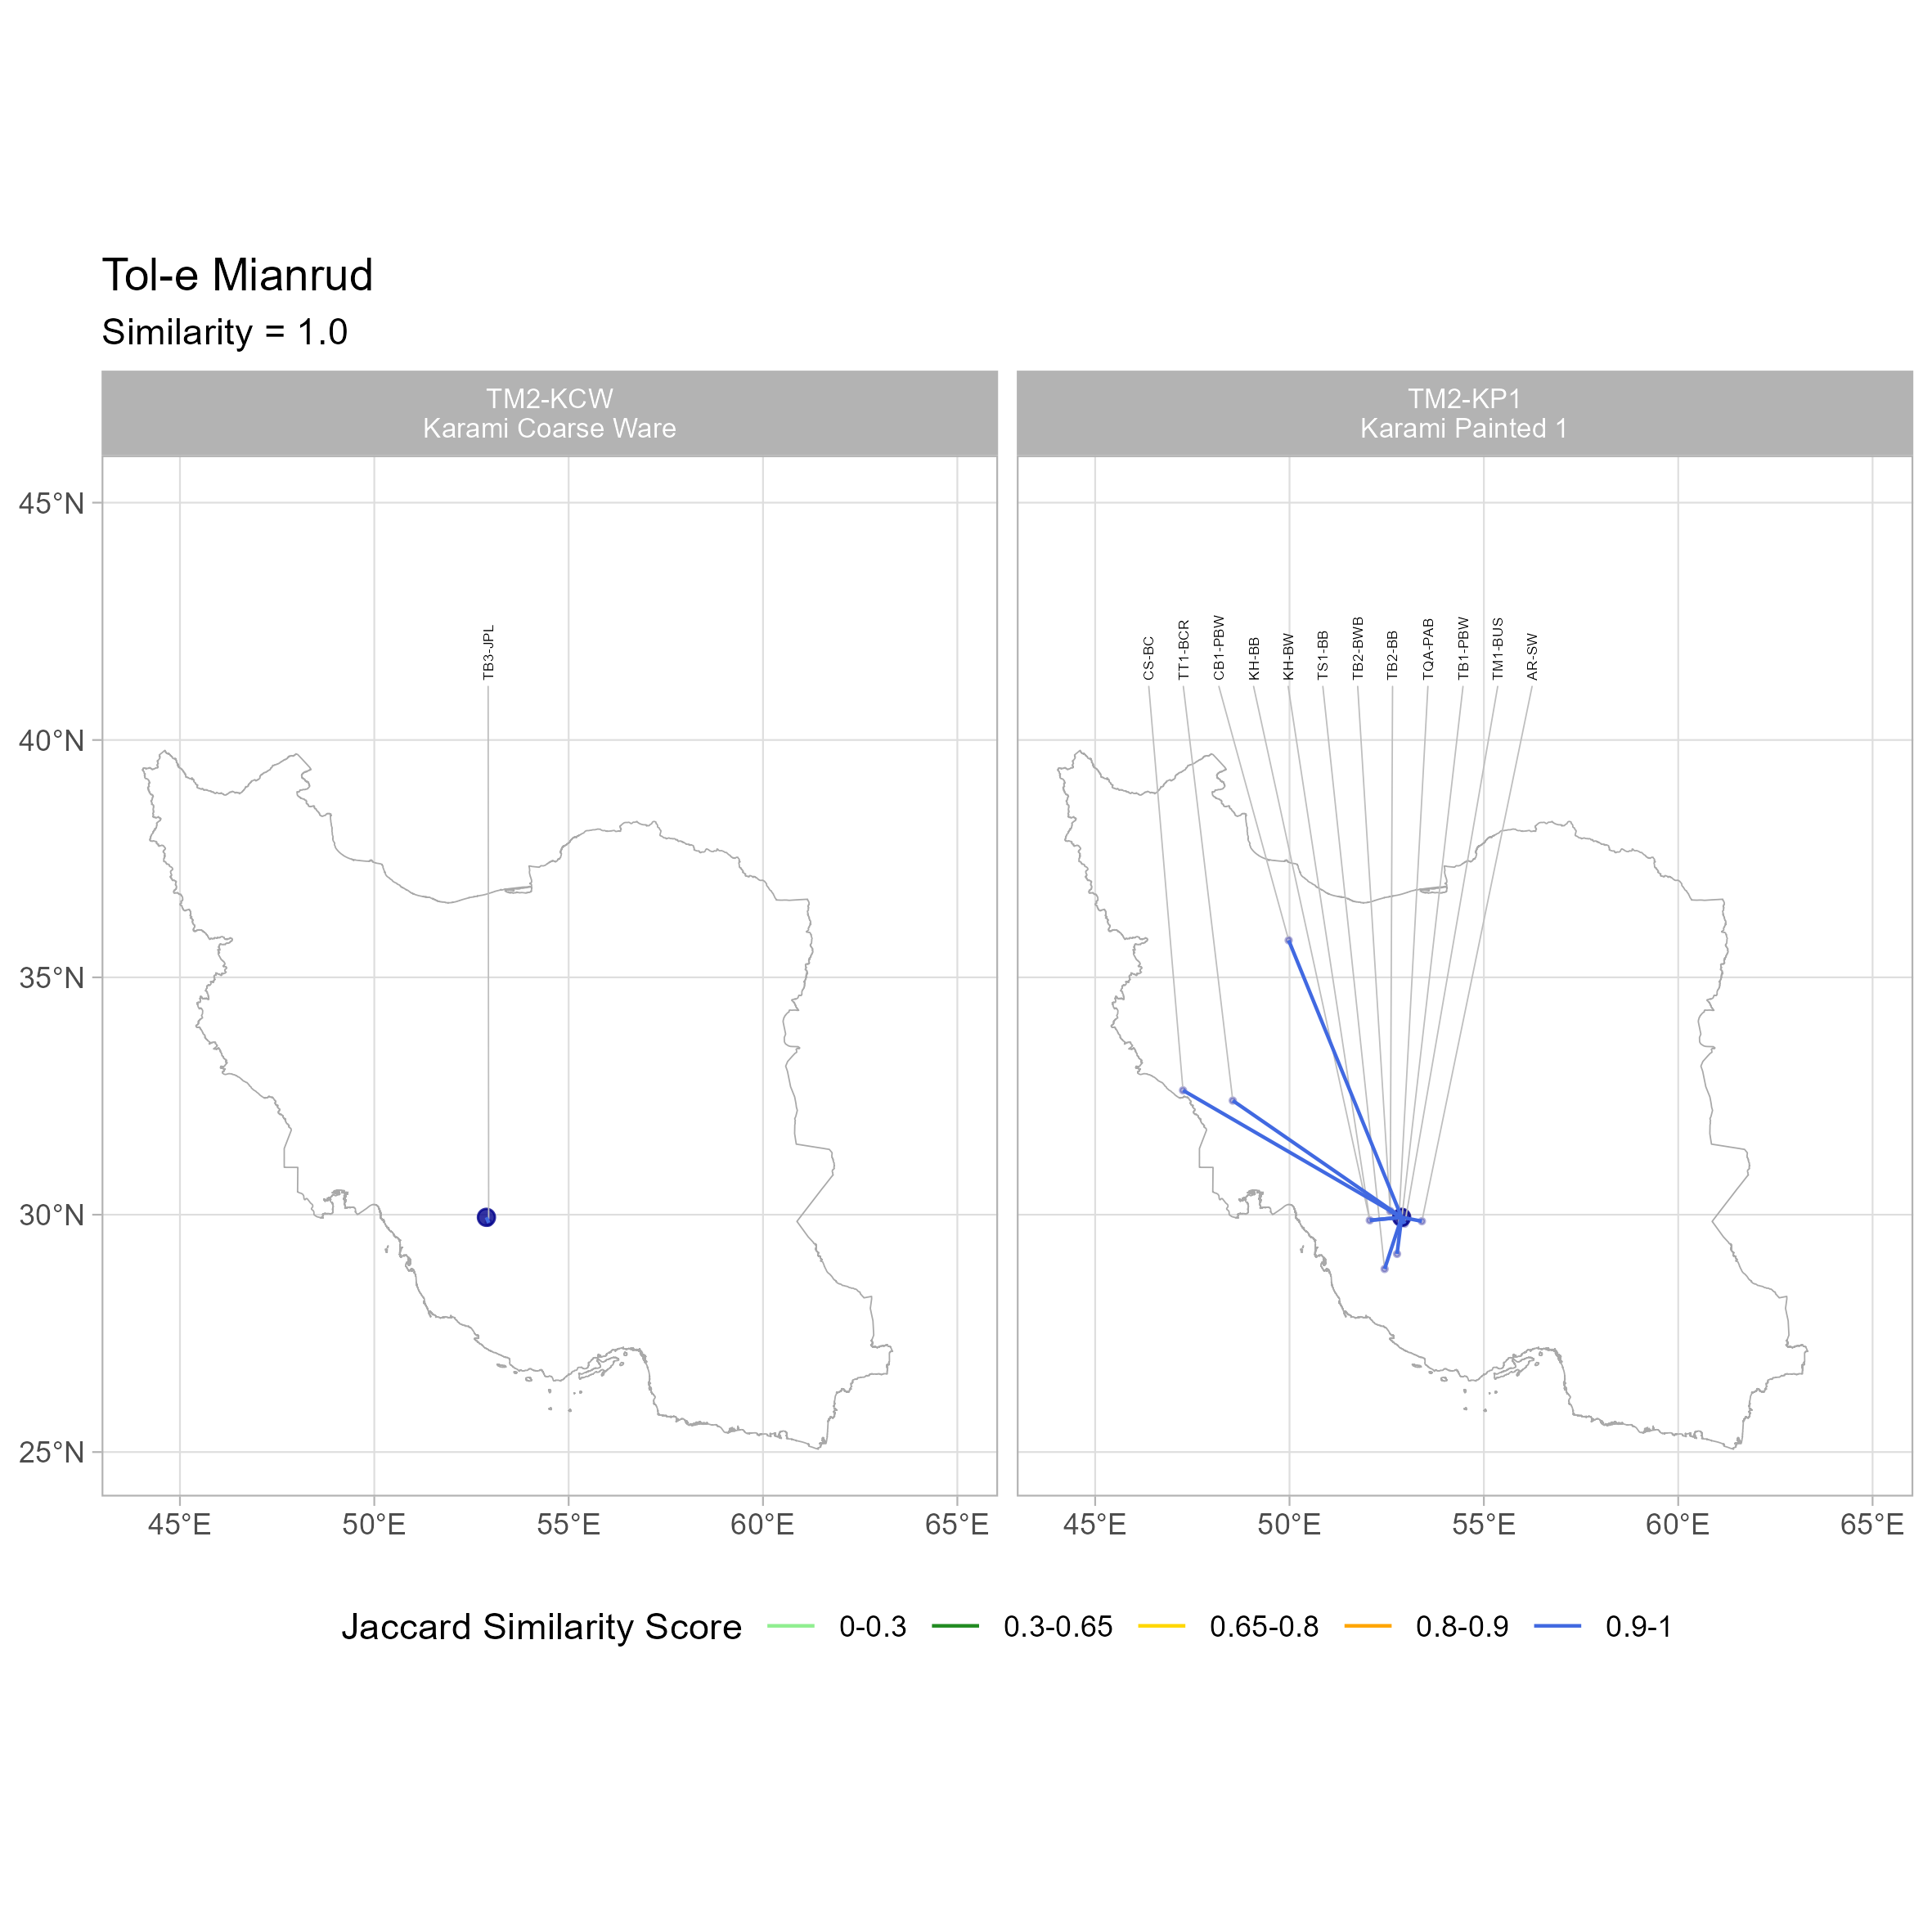 Tol-e Mianrud
Similarity = 1.0
TM2-KCW
Karami Coarse Ware
TM2-KP1
Karami Painted 1
45°N
40°N
35°N
30°N
25°N
TB3-JPL
CS-BC
TT1-BCR
CB1-PBW
KH-BB
KH-BW
TS1-BB
TB2-BWB
TB2-BB
TQA-PAB
TB1-PBW
TM1-BUS
AR-SW
45°E
50°E
55°E
60°E
65°E
45°E
50°E
55°E
60°E
65°E
Jaccard Similarity Score 0-0.3 0.3-0.65 0.65-0.8 0.8-0.9 0.9-1